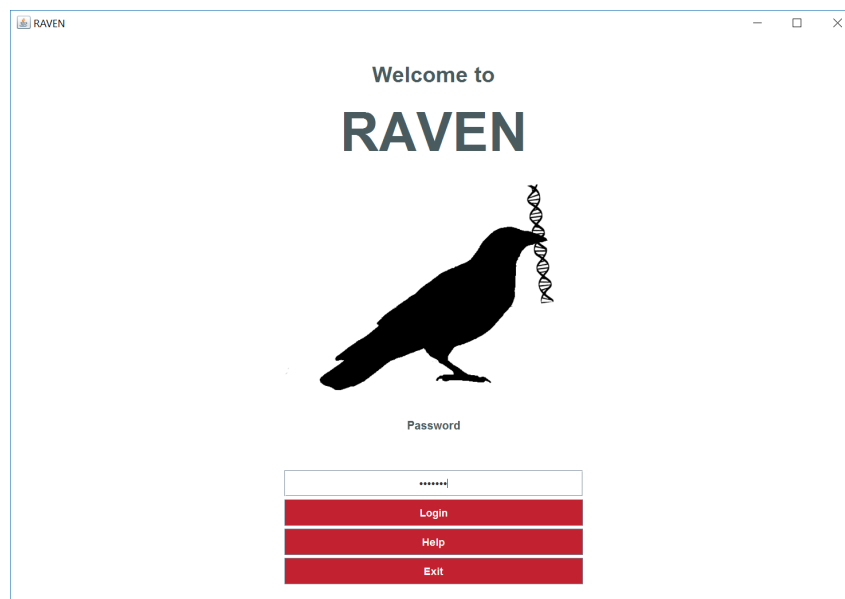 RAVEN
Welcome to
RAVEN
Password
•••••••
Login
Help
Exit